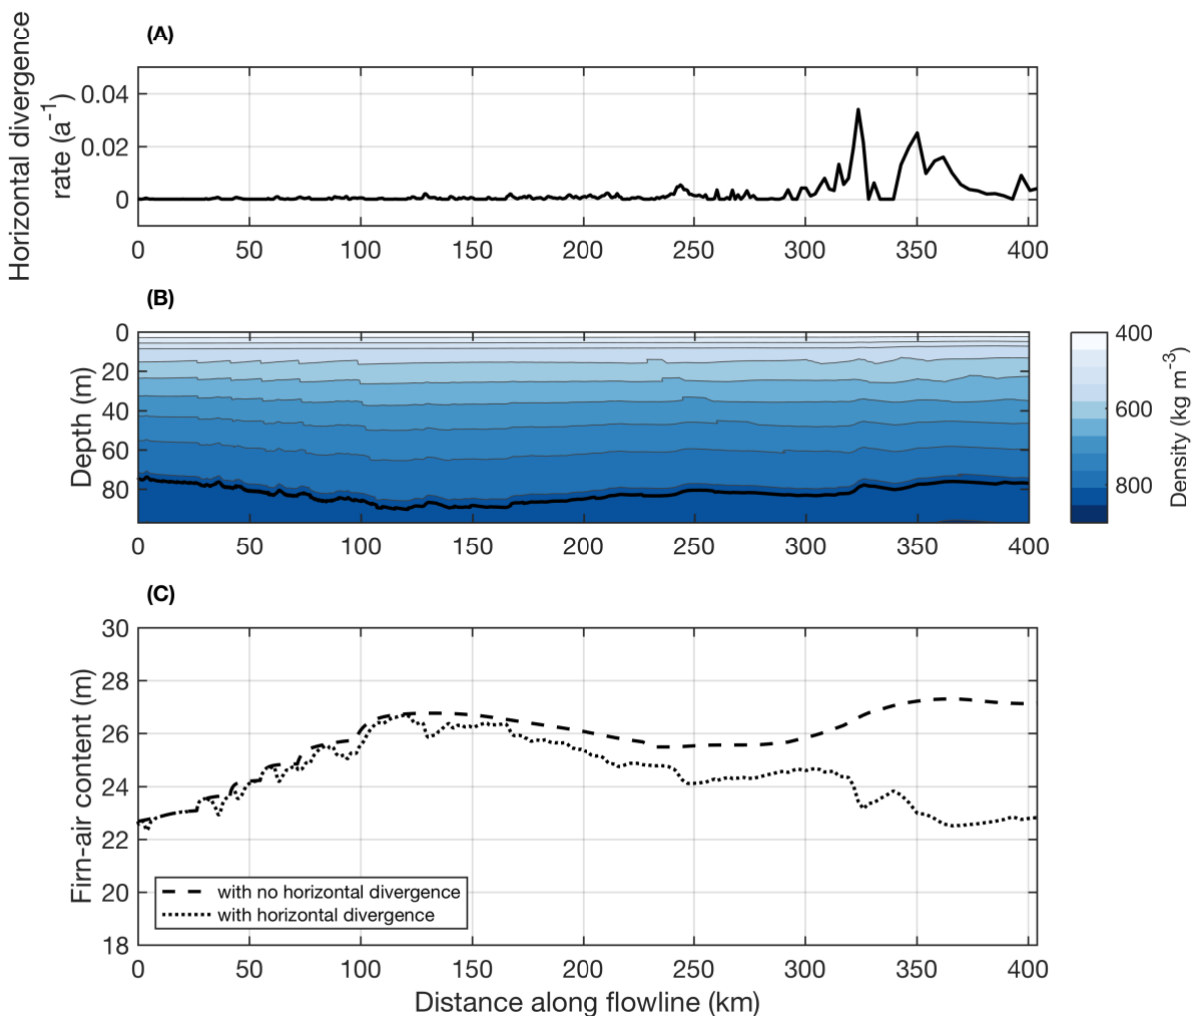 (A)
Horizontal divergence
rate (a⁻¹)
0.04
0.02
0
0 50 100 150 200 250 300 350 400
(B)
Depth (m)
0
20
40
60
80
0 50 100 150 200 250 300 350 400
400
600
800
Density (kg m⁻³)
(C)
Firn-air content (m)
30
28
26
24
22
20
18
with no horizontal divergence
with horizontal divergence
0 50 100 150 200 250 300 350 400
Distance along flowline (km)